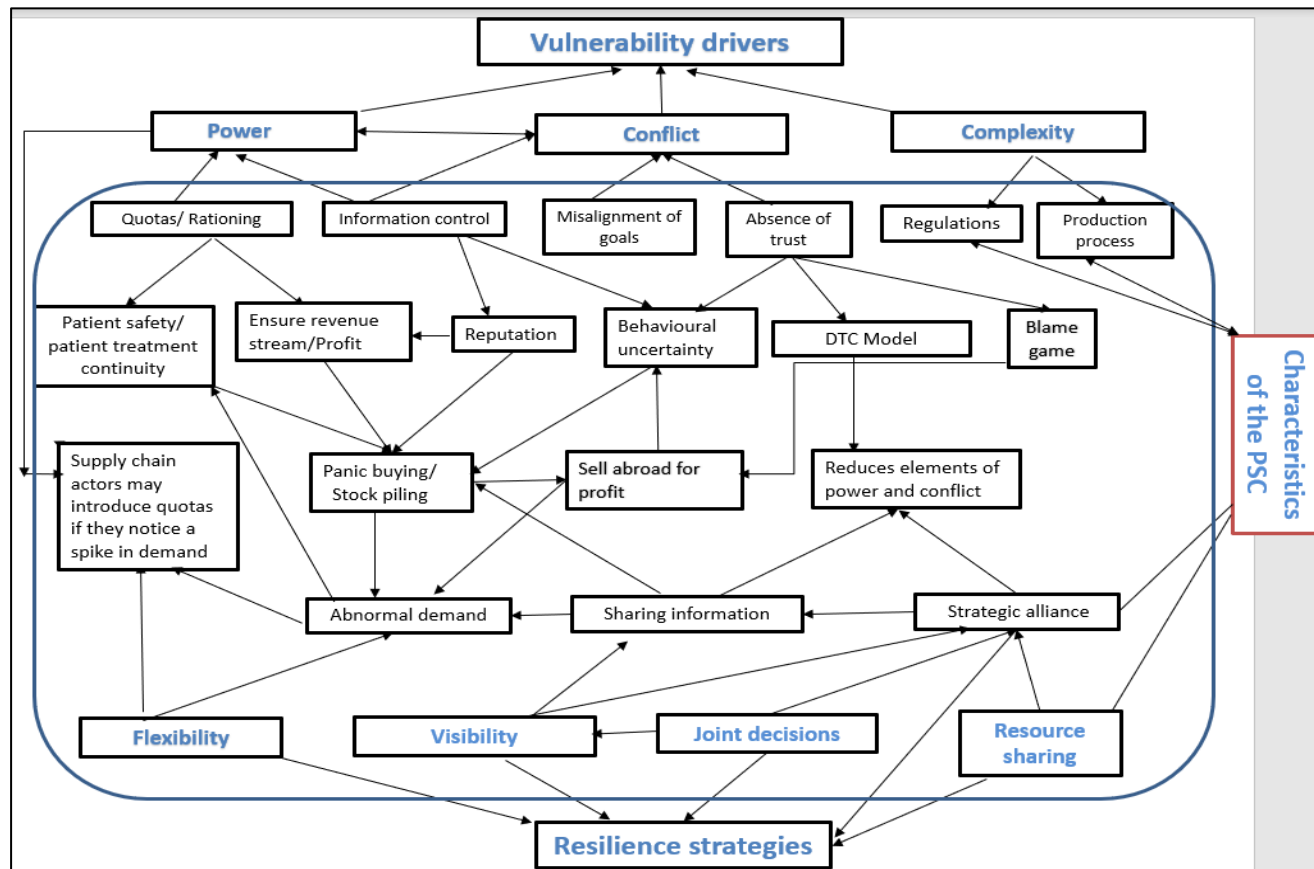 Vulnerability drivers
Power
Conflict
Complexity
Quotas/ Rationing
Information control
Misalignment of
goals
Absence of
trust
Regulations
Production
process
Patient safety/
patient treatment
continuity
Ensure revenue
stream/Profit
Reputation
Behavioural
uncertainty
DTC Model
Blame
game
Characteristics
of the PSC
Supply chain
actors may
introduce quotas
if they notice a
spike in demand
Panic buying/
Stock piling
Sell abroad for
profit
Reduces elements of
power and conflict
Abnormal demand
Sharing information
Strategic alliance
Flexibility
Visibility
Joint decisions
Resource
sharing
Resilience strategies